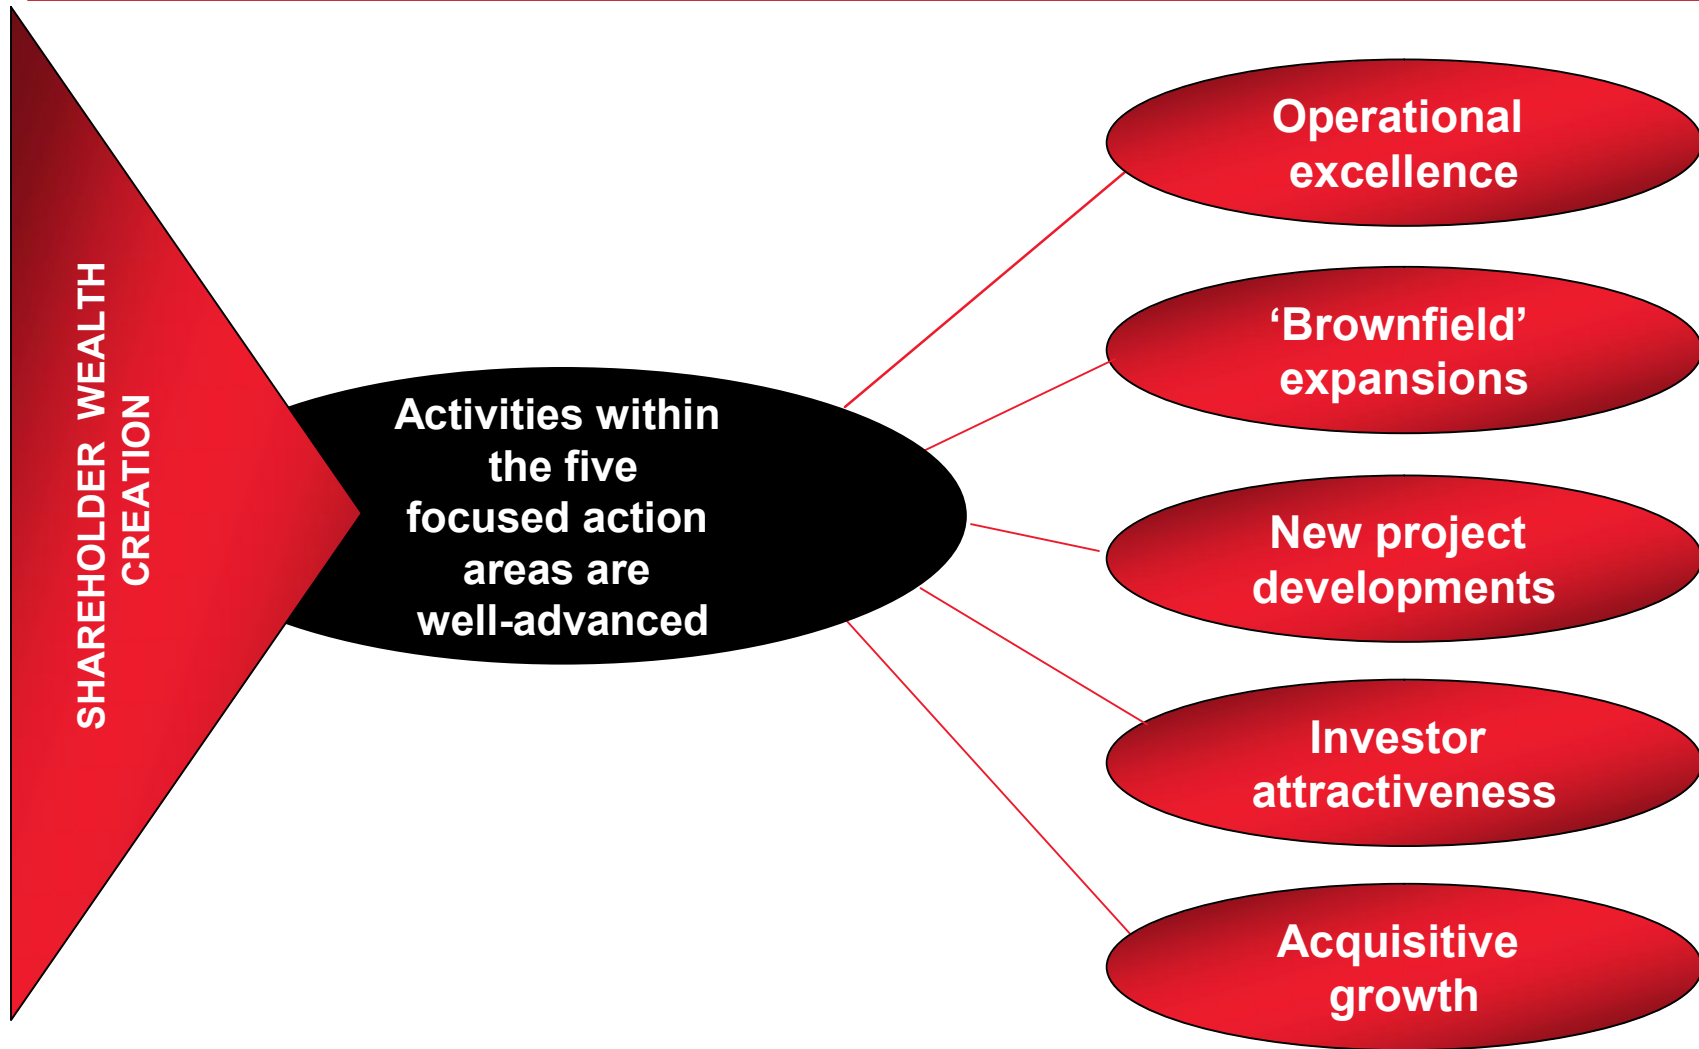 SHAREHOLDER WEALTH
CREATION
Activities within
the five
focused action
areas are
well-advanced
Operational
excellence
‘Brownfield’
expansions
New project
developments
Investor
attractiveness
Acquisitive
growth